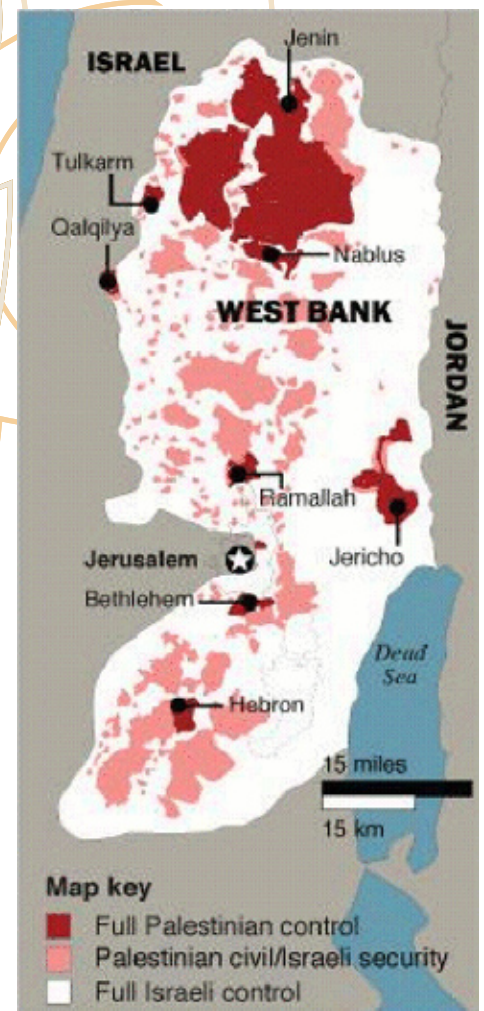 Jenin
ISRAEL
Tulkarm
Qalqilya
Nablus
WEST BANK
JORDAN
Ramallah
Jerusalem
Jericho
Bethlehem
Dead
Sea
Hebron
15 miles
15 km
Map key
Full Palestinian control
Palestinian civil/Israeli security
Full Israeli control